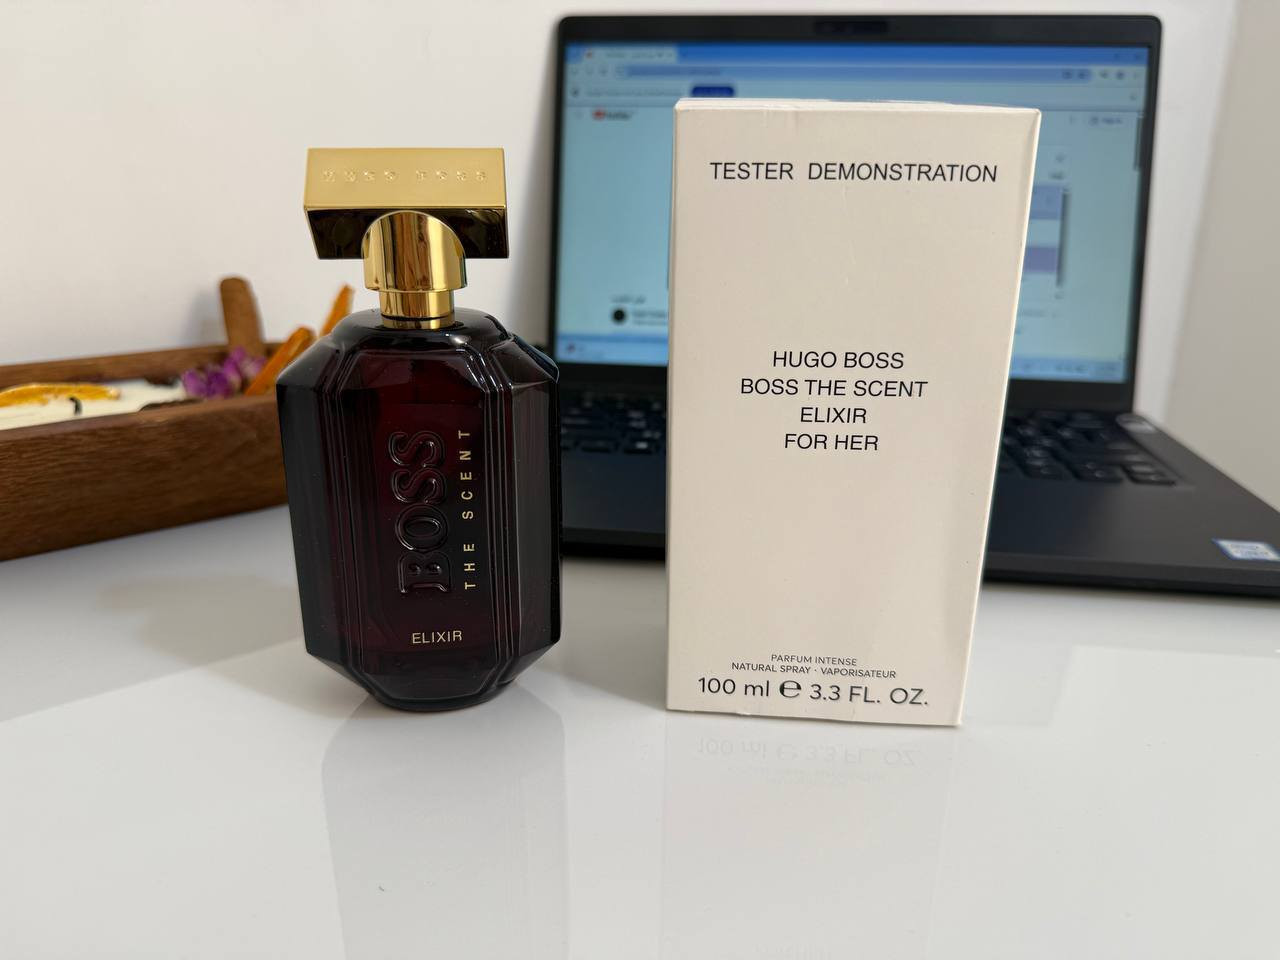 HUGO BOSS
BOSS
THE SCENT
ELIXIR
TESTER DEMONSTRATION
HUGO BOSS
BOSS THE SCENT
ELIXIR
FOR HER
PARFUM INTENSE
NATURAL SPRAY · VAPORISATEUR
100 ml ℮ 3.3 FL. OZ.